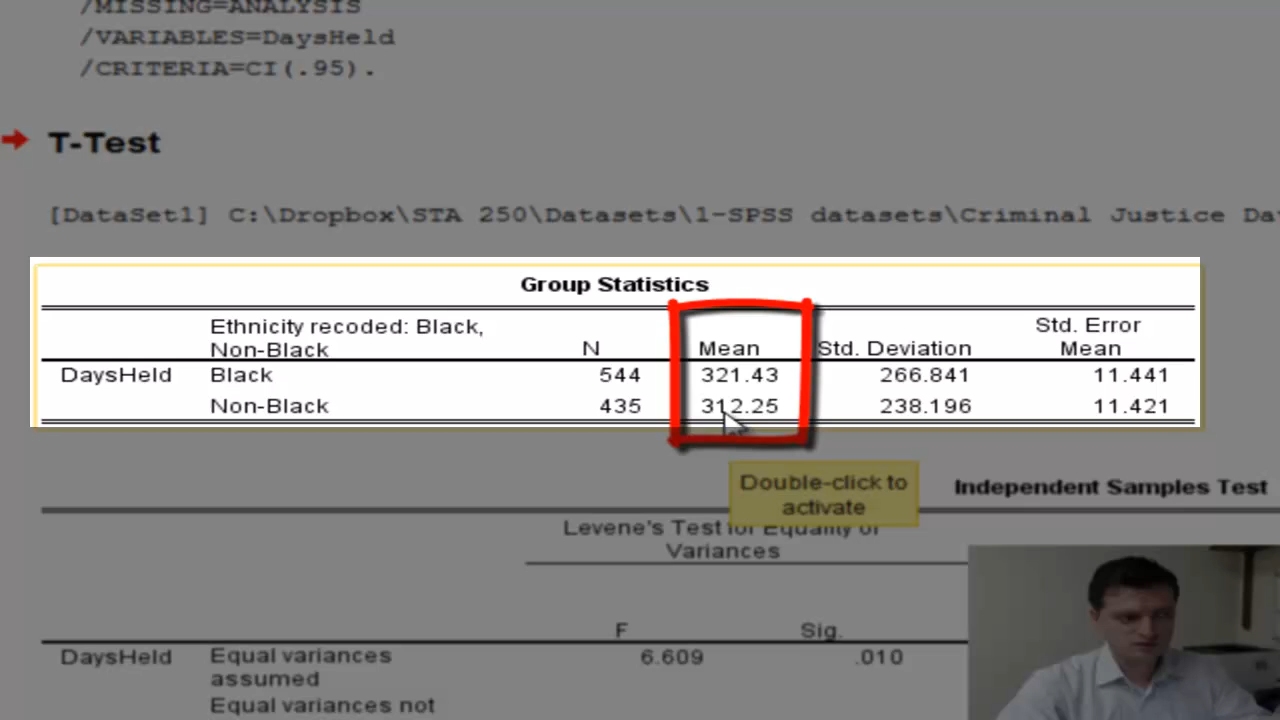 /MISSING=ANALYSIS
/VARIABLES=DaysHeld
/CRITERIA=CI(.95).
T-Test
[DataSet1] C:\Dropbox\STA 250\Datasets\1-SPSS datasets\Criminal Justice Da
Group Statistics
Ethnicity recoded: Black, Non-Black N Mean Std. Deviation Std. Error Mean
DaysHeld Black 544 321.43 266.841 11.441
Non-Black 435 312.25 238.196 11.421
Double-click to activate
Independent Samples Test
Levene's Test for Equality of Variances
F Sig.
DaysHeld Equal variances assumed 6.609 .010
Equal variances not